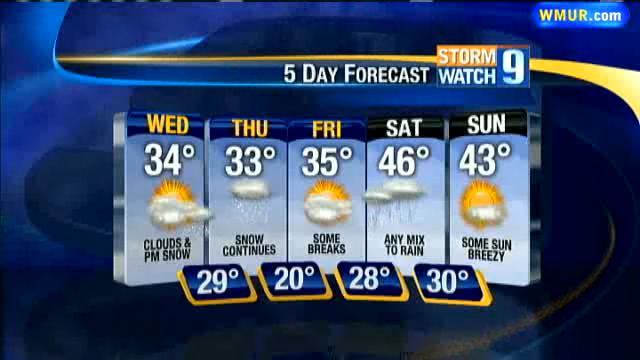 WMUR.com
5 DAY FORECAST
STORM
WATCH 9
WED THU FRI SAT SUN
34° 33° 35° 46° 43°
CLOUDS & PM SNOW
SNOW CONTINUES
SOME BREAKS
ANY MIX TO RAIN
SOME SUN BREEZY
29° 20° 28° 30°